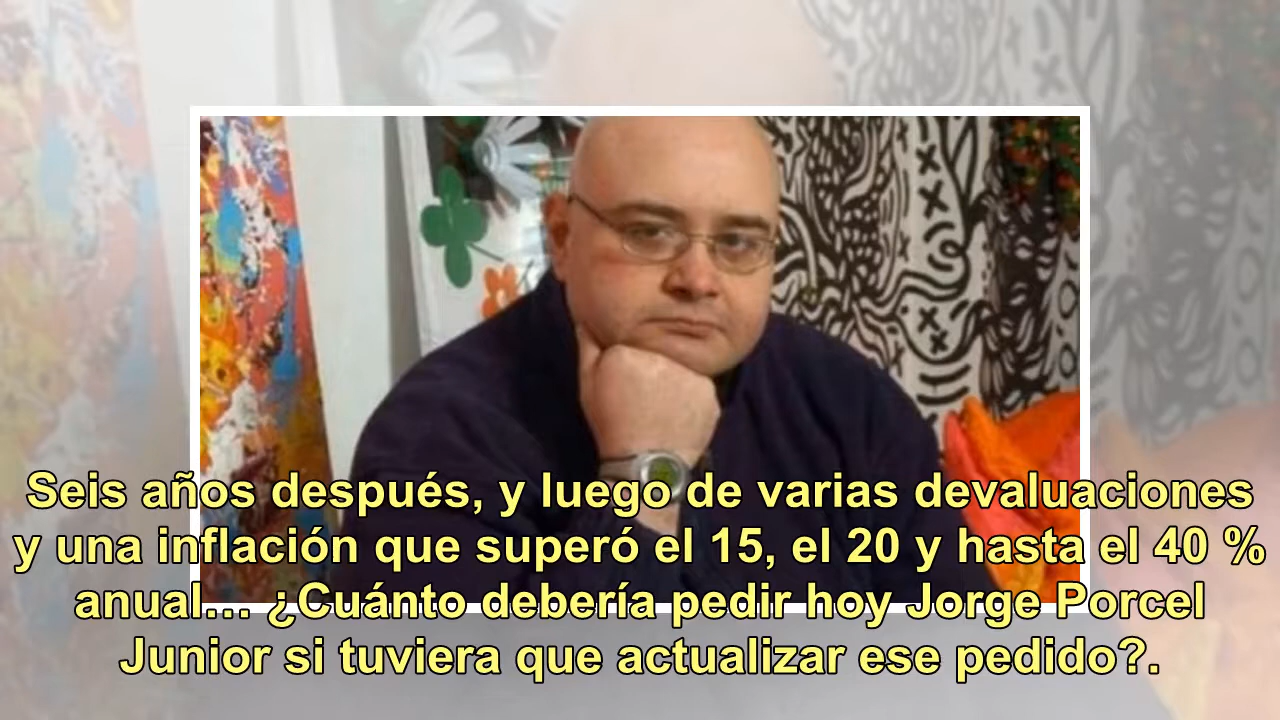 Seis años después, y luego de varias devaluaciones
y una inflación que superó el 15, el 20 y hasta el 40 %
anual... ¿Cuánto debería pedir hoy Jorge Porcel
Junior si tuviera que actualizar ese pedido?.